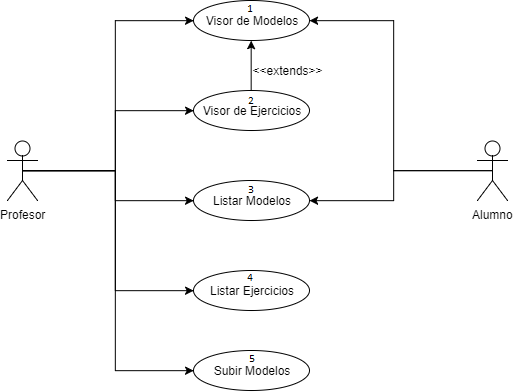 1
Visor de Modelos
<<extends>>
2
Visor de Ejercicios
3
Listar Modelos
Profesor
Alumno
4
Listar Ejercicios
5
Subir Modelos